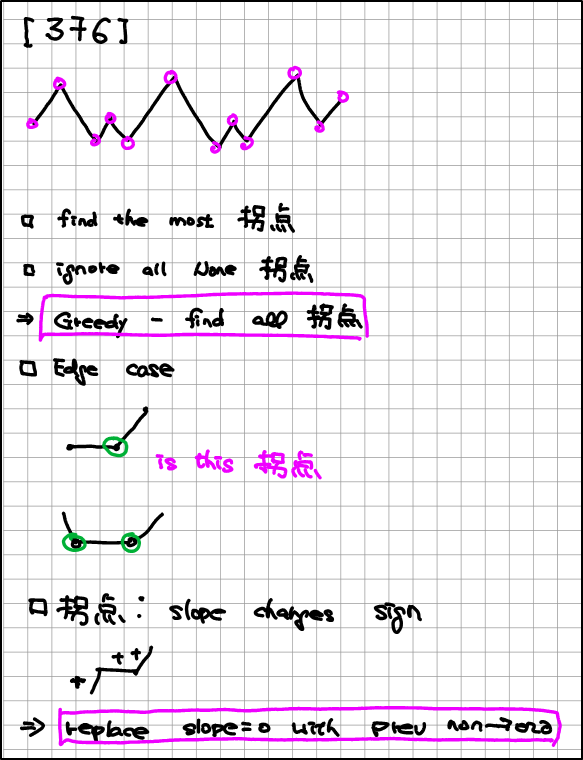 [376]
□ find the most 拐点
□ ignote all None 拐点
⇒ Greedy - find all 拐点
□ Edge case
is this 拐点
□ 拐点: slope changes sign
+ + +
⇒ replace slope=0 with prev non-zero